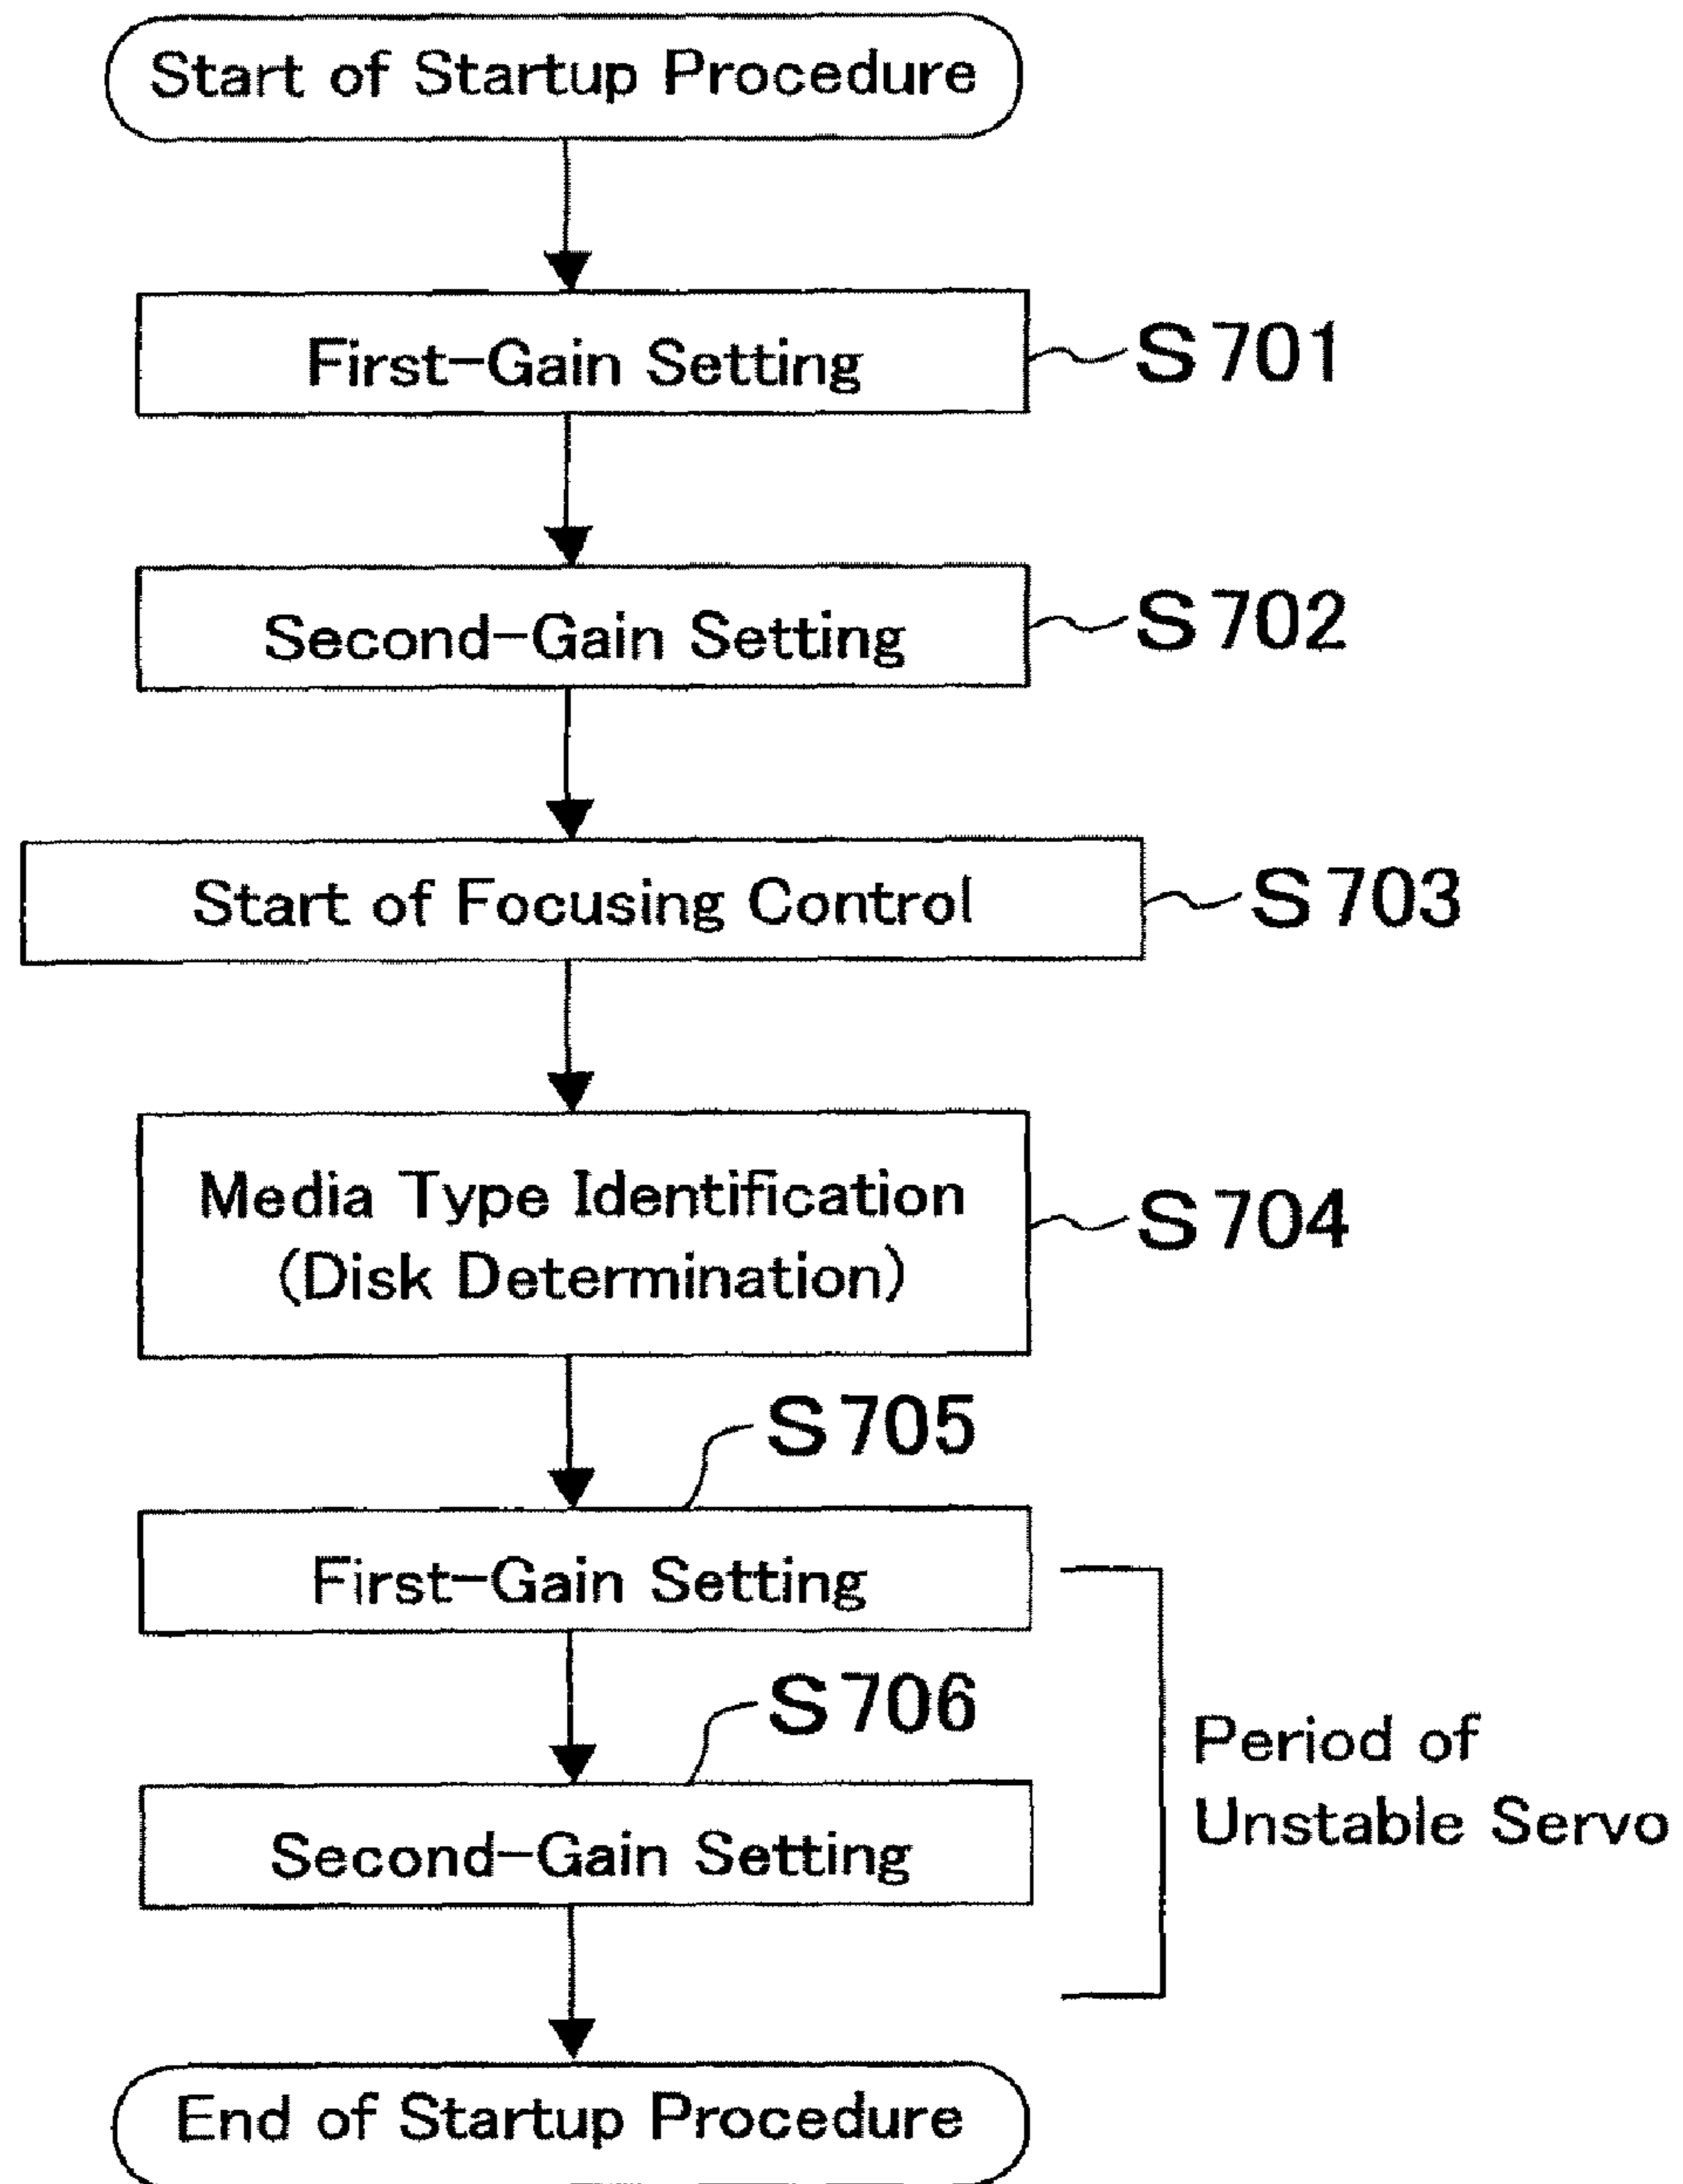 Start of Startup Procedure
First-Gain Setting
S701
Second-Gain Setting
S702
Start of Focusing Control
S703
Media Type Identification
(Disk Determination)
S704
S705
First-Gain Setting
S706
Second-Gain Setting
Period of
Unstable Servo
End of Startup Procedure